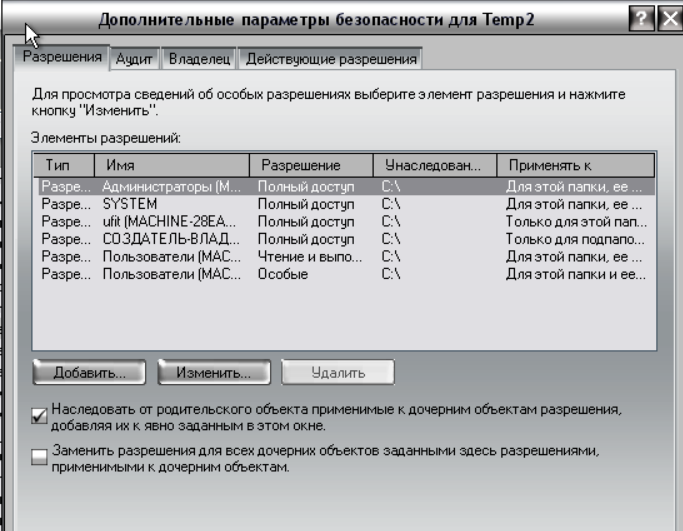 Дополнительные параметры безопасности для Temp2
Разрешения Аудит Владелец Действующие разрешения
Для просмотра сведений об особых разрешениях выберите элемент разрешения и нажмите
кнопку "Изменить".
Элементы разрешений:
Тип Имя Разрешение Унаследован... Применять к
Разре... Администраторы (M... Полный доступ C:\ Для этой папки, ее ...
Разре... SYSTEM Полный доступ C:\ Для этой папки, ее ...
Разре... ufit (MACHINE-28EA... Полный доступ C:\ Только для этой пап...
Разре... СОЗДАТЕЛЬ-ВЛАД... Полный доступ C:\ Только для подпапо...
Разре... Пользователи (MAC... Чтение и выпо... C:\ Для этой папки, ее ...
Разре... Пользователи (MAC... Особые C:\ Для этой папки и ее...
Добавить... Изменить... Удалить
Наследовать от родительского объекта применимые к дочерним объектам разрешения,
добавляя их к явно заданным в этом окне.
Заменить разрешения для всех дочерних объектов заданными здесь разрешениями,
применимыми к дочерним объектам.